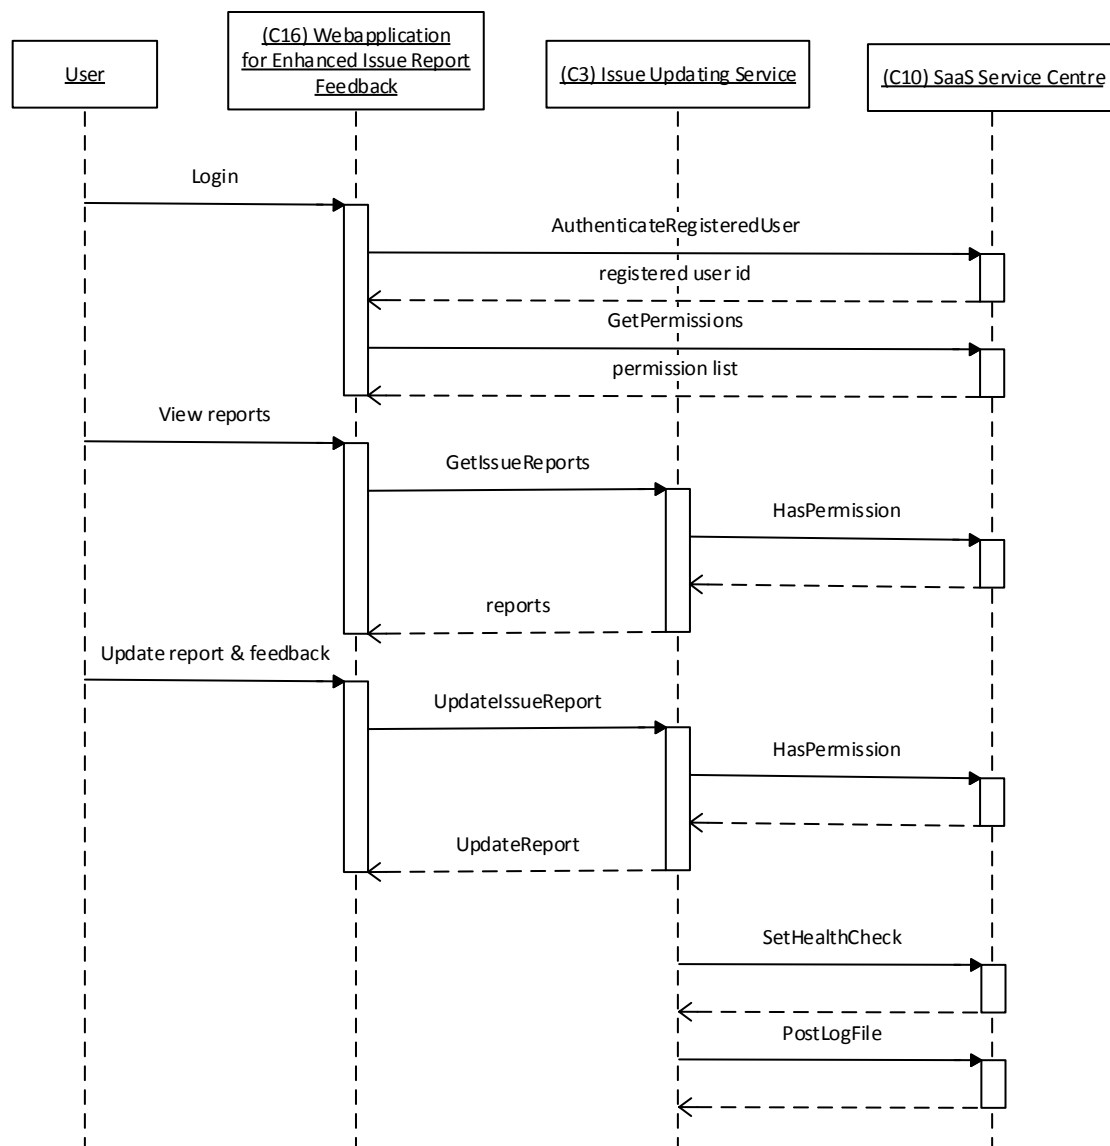 User
(C16) Webapplication
for Enhanced Issue Report
Feedback
(C3) Issue Updating Service
(C10) SaaS Service Centre
Login
AuthenticateRegisteredUser
registered user id
GetPermissions
permission list
View reports
GetIssueReports
HasPermission
reports
Update report & feedback
UpdateIssueReport
HasPermission
UpdateReport
SetHealthCheck
PostLogFile